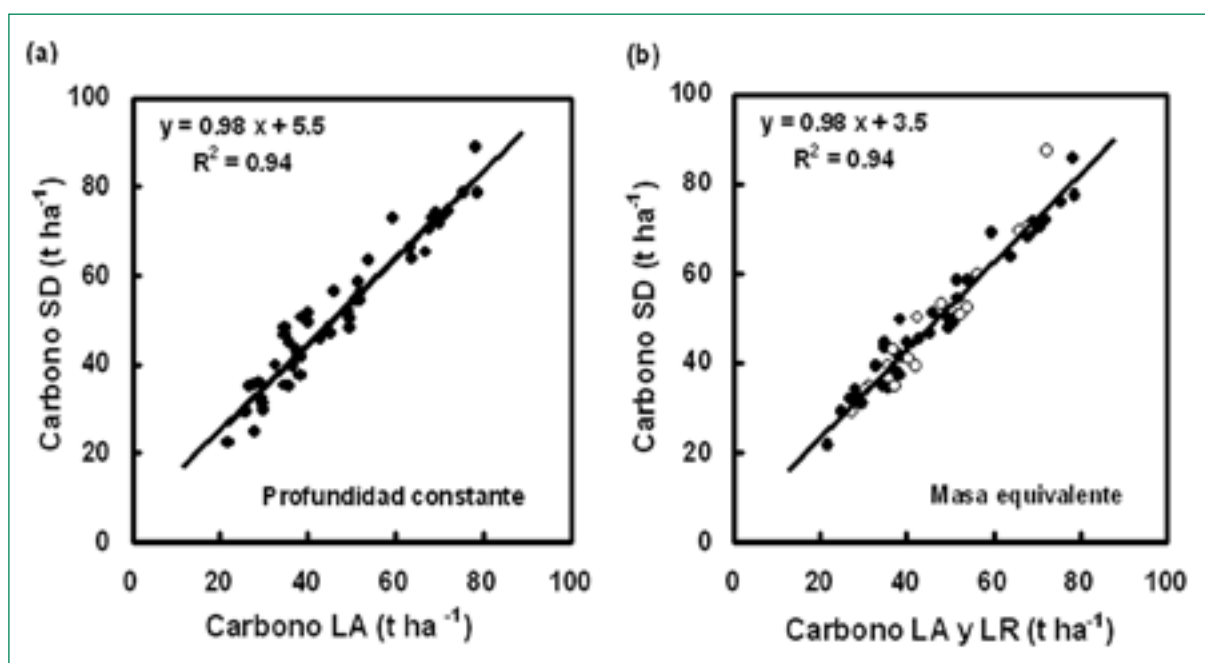 (a)
100
80
60
40
20
0
Carbono SD (t ha⁻¹)
y = 0.98 x + 5.5
R² = 0.94
Profundidad constante
0 20 40 60 80 100
Carbono LA (t ha ⁻¹)
(b)
100
80
60
40
20
0
Carbono SD (t ha⁻¹)
y = 0.98 x + 3.5
R² = 0.94
Masa equivalente
0 20 40 60 80 100
Carbono LA y LR (t ha⁻¹)